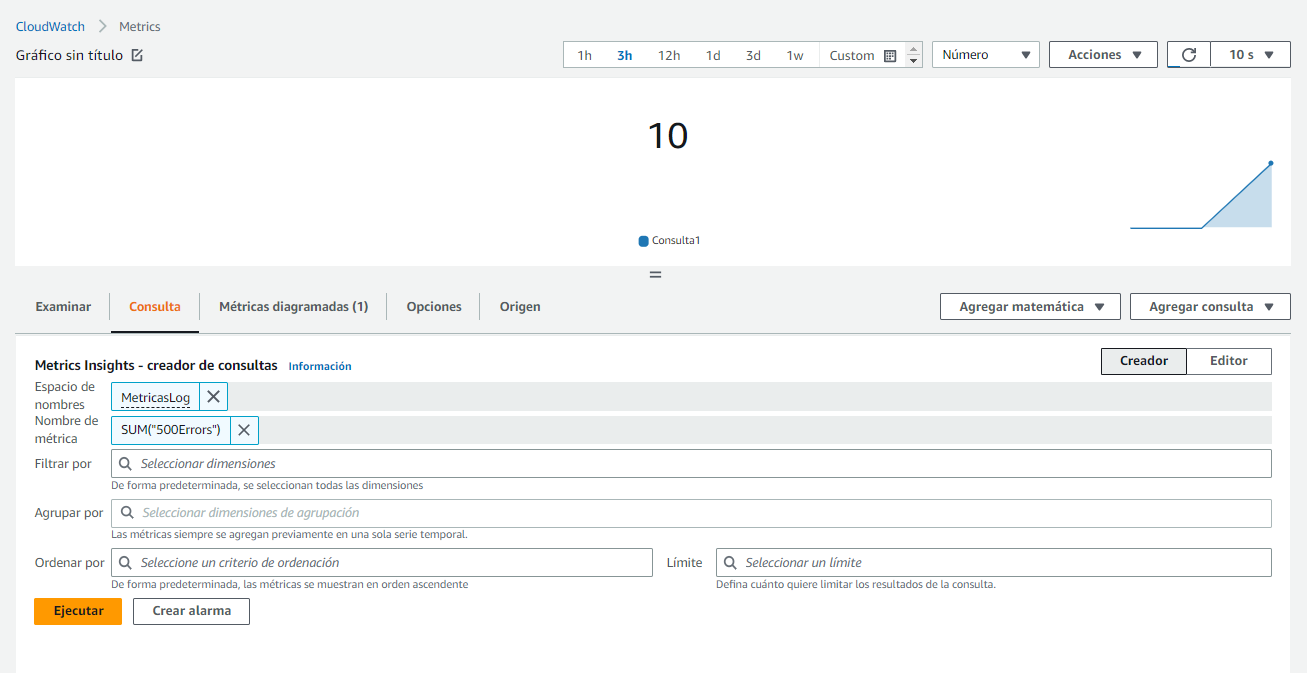 CloudWatch > Metrics
Gráfico sin título
1h 3h 12h 1d 3d 1w Custom Número Acciones 10 s
10
Consulta1
Examinar Consulta Métricas diagramadas (1) Opciones Origen Agregar matemática Agregar consulta
Metrics Insights - creador de consultas Información Creador Editor
Espacio de nombres MetricasLog
Nombre de métrica SUM("500Errors")
Filtrar por Seleccionar dimensiones
De forma predeterminada, se seleccionan todas las dimensiones
Agrupar por Seleccionar dimensiones de agrupación
Las métricas siempre se agregan previamente en una sola serie temporal.
Ordenar por Seleccione un criterio de ordenación Límite Seleccionar un límite
De forma predeterminada, las métricas se muestran en orden ascendente Defina cuánto quiere limitar los resultados de la consulta.
Ejecutar Crear alarma